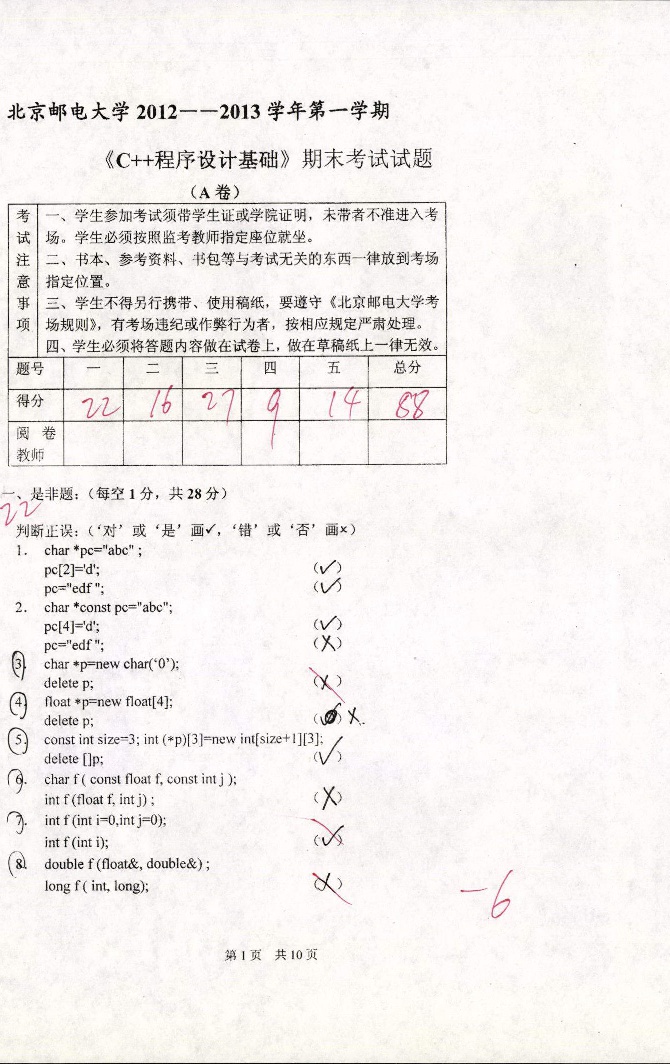 北京邮电大学 2012——2013 学年第一学期
《C++程序设计基础》期末考试试题
（A 卷）
考试注意事项
一、学生参加考试须带学生证或学院证明，未带者不准进入考
场。学生必须按照监考教师指定座位就坐。
二、书本、参考资料、书包等与考试无关的东西一律放到考场
指定位置。
三、学生不得另行携带、使用稿纸，要遵守《北京邮电大学考
场规则》，有考场违纪或作弊行为者，按相应规定严肃处理。
四、学生必须将答题内容做在试卷上，做在草稿纸上一律无效。
题号 一 二 三 四 五 总分
得分 22 16 27 9 14 88
阅 卷
教师
一、是非题：（每空 1 分，共 28 分）
22
判断正误：（‘对’或‘是’画✓，‘错’或‘否’画×）
1. char *pc="abc" ;
pc[2]='d'; (✓)
pc="edf "; (✓)
2. char *const pc="abc";
pc[4]='d'; (✓)
pc="edf "; (×)
3. char *p=new char(‘0’);
delete p; (×)
4. float *p=new float[4];
delete p; (✓) ×.
5. const int size=3; int (*p)[3]=new int[size+1][3];
delete []p; (✓)
6. char f ( const float f, const int j );
int f (float f, int j) ; (×)
7. int f (int i=0,int j=0);
int f (int i); (✓)
8. double f (float&, double&) ;
long f ( int, long); (×)
-6
第 1 页 共 10 页